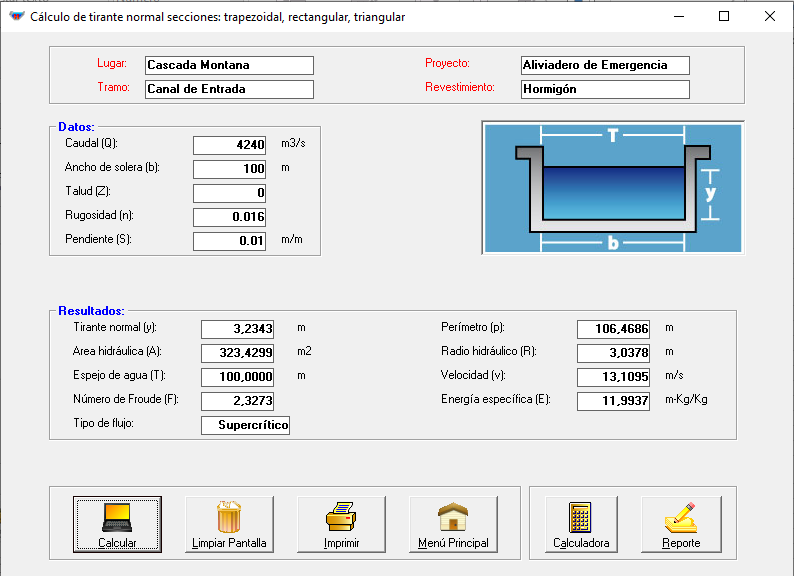 Cálculo de tirante normal secciones: trapezoidal, rectangular, triangular
Lugar: Cascada Montana Proyecto: Aliviadero de Emergencia
Tramo: Canal de Entrada Revestimiento: Hormigón
Datos:
Caudal (Q): 4240 m3/s
Ancho de solera (b): 100 m
Talud (Z): 0
Rugosidad (n): 0.016
Pendiente (S): 0.01 m/m
T
y
b
Resultados:
Tirante normal (y): 3,2343 m Perímetro (p): 106,4686 m
Area hidráulica (A): 323,4299 m2 Radio hidráulico (R): 3,0378 m
Espejo de agua (T): 100,0000 m Velocidad (v): 13,1095 m/s
Número de Froude (F): 2,3273 Energía específica (E): 11,9937 m-Kg/Kg
Tipo de flujo: Supercrítico
Calcular Limpiar Pantalla Imprimir Menú Principal Calculadora Reporte